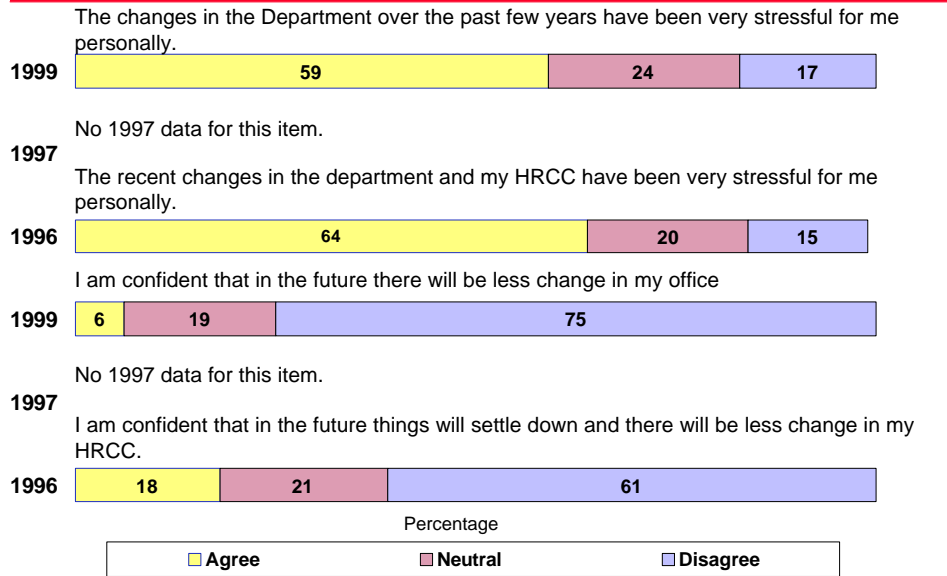 The changes in the Department over the past few years have been very stressful for me
personally.
1999 59 24 17
No 1997 data for this item.
1997
The recent changes in the department and my HRCC have been very stressful for me
personally.
1996 64 20 15
I am confident that in the future there will be less change in my office
1999 6 19 75
No 1997 data for this item.
1997
I am confident that in the future things will settle down and there will be less change in my
HRCC.
1996 18 21 61
Percentage
Agree Neutral Disagree